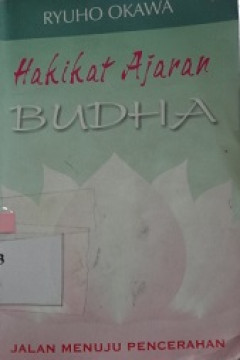 RYUHO OKAWA
Hakikat Ajaran
BUDHA
JALAN MENUJU PENCERAHAN